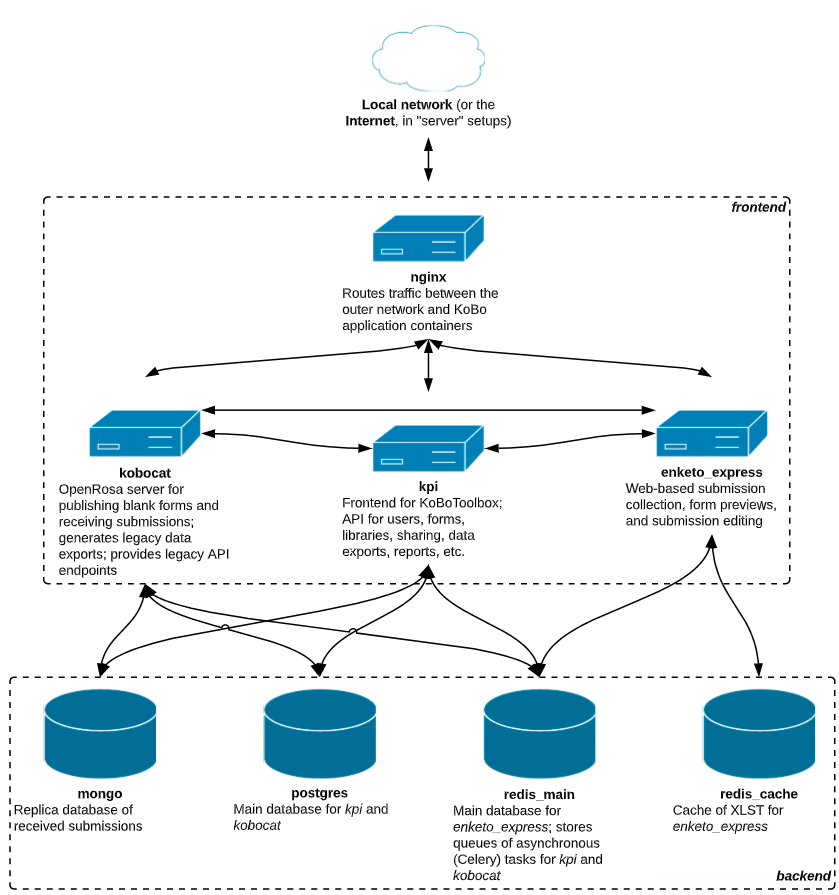 Local network (or the
Internet, in "server" setups)
frontend
nginx
Routes traffic between the
outer network and KoBo
application containers
kobocat
OpenRosa server for
publishing blank forms and
receiving submissions;
generates legacy data
exports; provides legacy API
endpoints
kpi
Frontend for KoBoToolbox;
API for users, forms,
libraries, sharing, data
exports, reports, etc.
enketo_express
Web-based submission
collection, form previews,
and submission editing
mongo
Replica database of
received submissions
postgres
Main database for kpi and
kobocat
redis_main
Main database for
enketo_express; stores
queues of asynchronous
(Celery) tasks for kpi and
kobocat
redis_cache
Cache of XLST for
enketo_express
backend